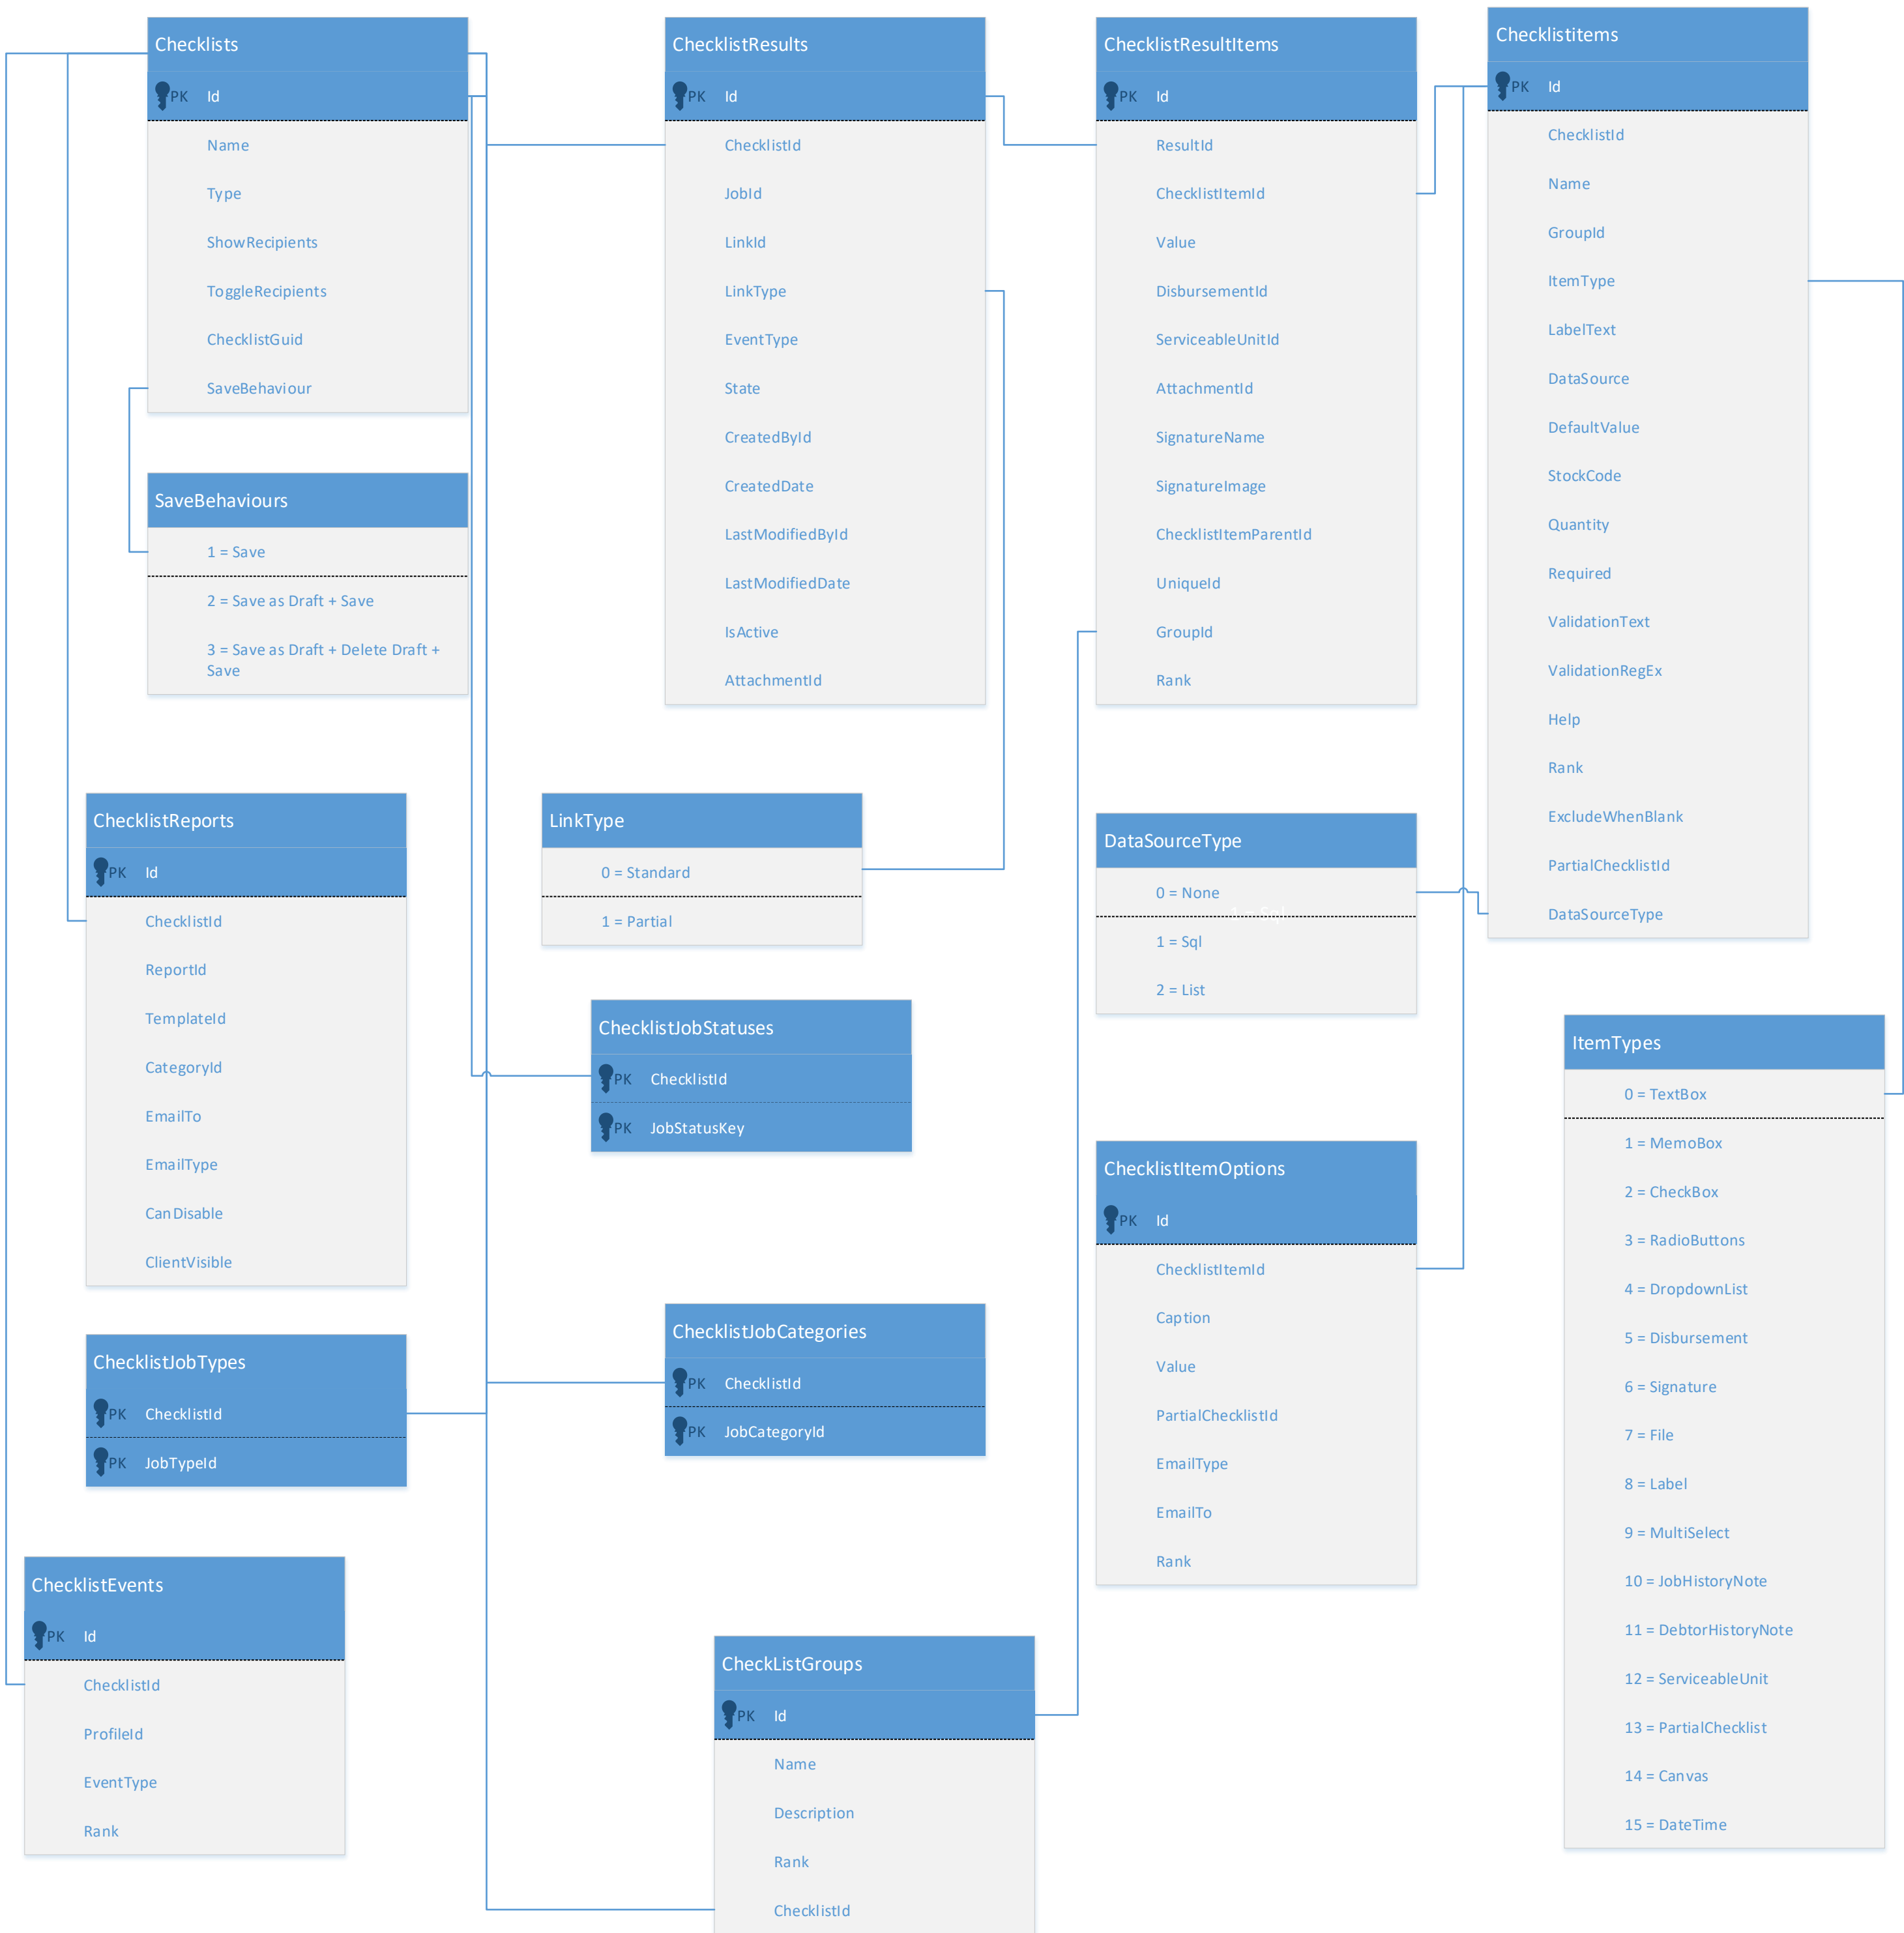 Checklists
PK Id
Name
Type
ShowRecipients
ToggleRecipients
ChecklistGuid
SaveBehaviour
SaveBehaviours
1 = Save
2 = Save as Draft + Save
3 = Save as Draft + Delete Draft +
Save
ChecklistResults
PK Id
ChecklistId
JobId
LinkId
LinkType
EventType
State
CreatedById
CreatedDate
LastModifiedById
LastModifiedDate
IsActive
AttachmentId
ChecklistResultItems
PK Id
ResultId
ChecklistItemId
Value
DisbursementId
ServiceableUnitId
AttachmentId
SignatureName
SignatureImage
ChecklistItemParentId
UniqueId
GroupId
Rank
Checklistitems
PK Id
ChecklistId
Name
GroupId
ItemType
LabelText
DataSource
DefaultValue
StockCode
Quantity
Required
ValidationText
ValidationRegEx
Help
Rank
ExcludeWhenBlank
PartialChecklistId
DataSourceType
ChecklistReports
PK Id
ChecklistId
ReportId
TemplateId
CategoryId
EmailTo
EmailType
CanDisable
ClientVisible
LinkType
0 = Standard
1 = Partial
DataSourceType
0 = None
1 = Sql
2 = List
ChecklistJobStatuses
PK ChecklistId
PK JobStatusKey
ItemTypes
0 = TextBox
1 = MemoBox
2 = CheckBox
3 = RadioButtons
4 = DropdownList
5 = Disbursement
6 = Signature
7 = File
8 = Label
9 = MultiSelect
10 = JobHistoryNote
11 = DebtorHistoryNote
12 = ServiceableUnit
13 = PartialChecklist
14 = Canvas
15 = DateTime
ChecklistItemOptions
PK Id
ChecklistItemId
Caption
Value
PartialChecklistId
EmailType
EmailTo
Rank
ChecklistJobTypes
PK ChecklistId
PK JobTypeId
ChecklistJobCategories
PK ChecklistId
PK JobCategoryId
ChecklistEvents
PK Id
ChecklistId
ProfileId
EventType
Rank
CheckListGroups
PK Id
Name
Description
Rank
ChecklistId